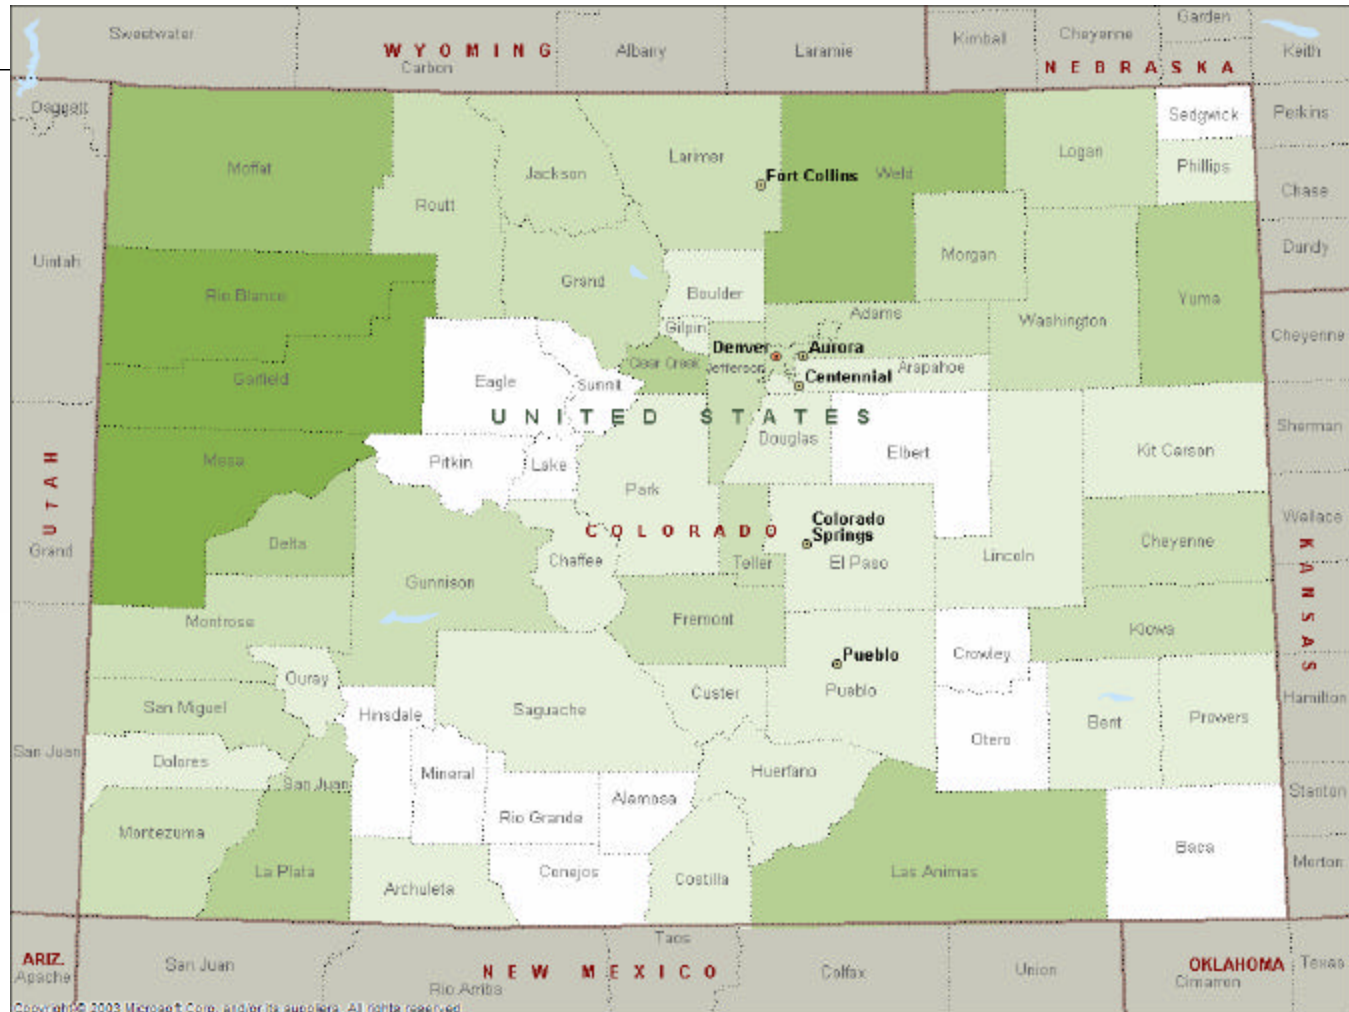 Garden
Sweetwater
Cheyenne
Kimball
WYOMING
Albany
Laramie
Keith
Carbon
NEBRASKA
Daggett
Sedgwick
Perkins
Logan
Larimer
Moffat
Phillips
Jackson
Fort Collins
Weld
Chase
Routt
Dundy
Morgan
Uintah
Grand
Boulder
Rio Blanco
Yuma
Adams
Washington
Gilpin
Cheyenne
Denver
Aurora
Clear Creek
Jefferson
Arapahoe
Garfield
Eagle
Summit
Centennial
UNITED STATES
Sherman
Douglas
Elbert
Kit Carson
Mesa
Pitkin
Lake
UTAH
Park
Wallace
COLORADO
Colorado
Springs
Grand
Delta
Cheyenne
Chaffee
Teller
El Paso
Lincoln
Gunnison
KANSAS
Montrose
Fremont
Kiowa
Pueblo
Crowley
Ouray
Custer
Pueblo
Hamilton
San Miguel
Hinsdale
Saguache
Bent
Prowers
Otero
San Juan
Dolores
Mineral
Huerfano
San Juan
Stanton
Alamosa
Rio Grande
Montezuma
Baca
Morton
La Plata
Conejos
Las Animas
Archuleta
Costilla
Taos
ARIZ.
Apache
San Juan
NEW MEXICO
Colfax
Union
OKLAHOMA
Texas
Cimarron
Rio Arriba
Copyright © 2003 Microsoft Corp. and/or its suppliers. All rights reserved.